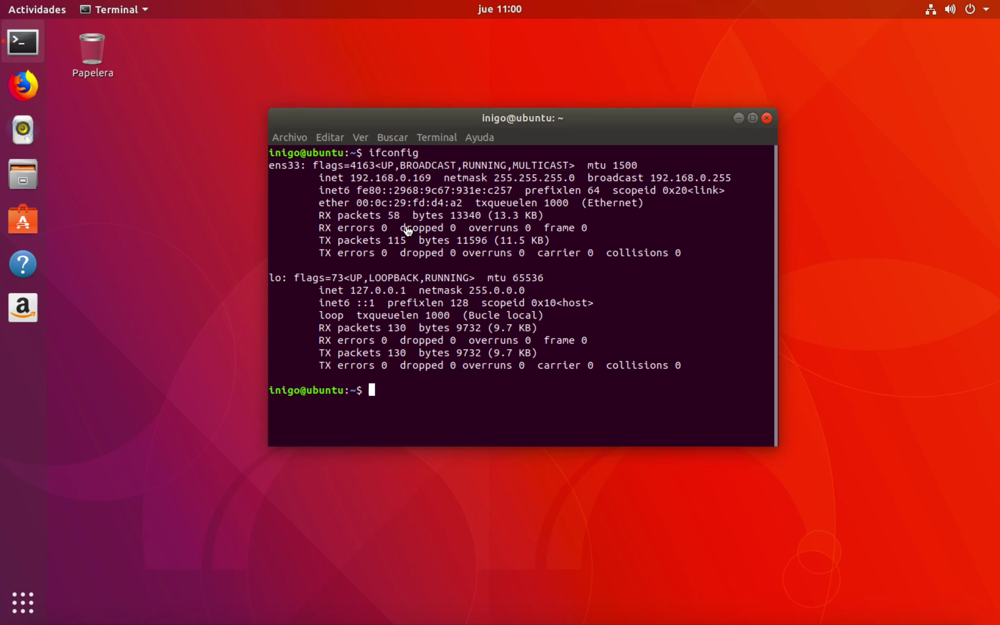 Actividades Terminal jue 11:00
Papelera
inigo@ubuntu: ~
Archivo Editar Ver Buscar Terminal Ayuda
inigo@ubuntu:~$ ifconfig
ens33: flags=4163<UP,BROADCAST,RUNNING,MULTICAST>  mtu 1500
        inet 192.168.0.169  netmask 255.255.255.0  broadcast 192.168.0.255
        inet6 fe80::2968:9c67:931e:c257  prefixlen 64  scopeid 0x20<link>
        ether 00:0c:29:fd:d4:a2  txqueuelen 1000  (Ethernet)
        RX packets 58  bytes 13340 (13.3 KB)
        RX errors 0  dropped 0  overruns 0  frame 0
        TX packets 115  bytes 11596 (11.5 KB)
        TX errors 0  dropped 0 overruns 0  carrier 0  collisions 0
lo: flags=73<UP,LOOPBACK,RUNNING>  mtu 65536
        inet 127.0.0.1  netmask 255.0.0.0
        inet6 ::1  prefixlen 128  scopeid 0x10<host>
        loop  txqueuelen 1000  (Bucle local)
        RX packets 130  bytes 9732 (9.7 KB)
        RX errors 0  dropped 0  overruns 0  frame 0
        TX packets 130  bytes 9732 (9.7 KB)
        TX errors 0  dropped 0 overruns 0  carrier 0  collisions 0
inigo@ubuntu:~$